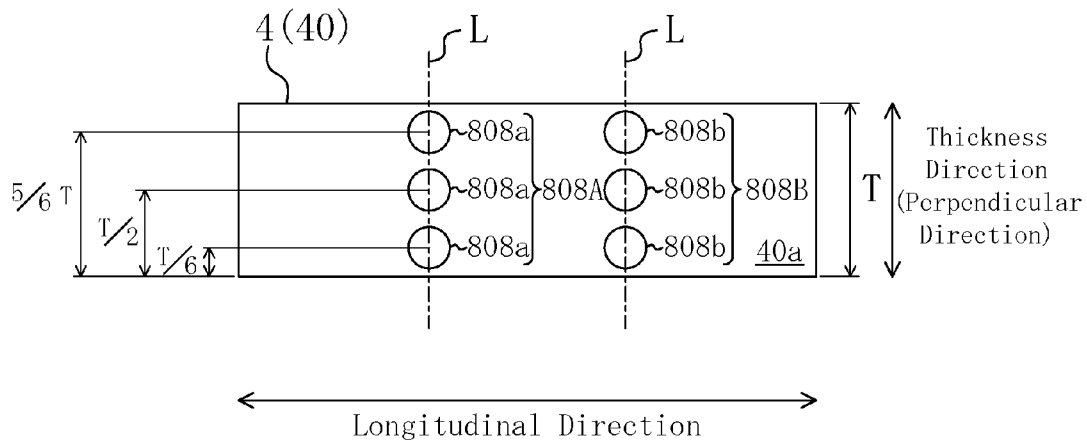 4(40)
L
L
808a
808b
5/6 T
T/2
T/6
808a
808A
808b
808B
808a
808b
40a
T
Thickness
Direction
(Perpendicular
Direction)
Longitudinal Direction